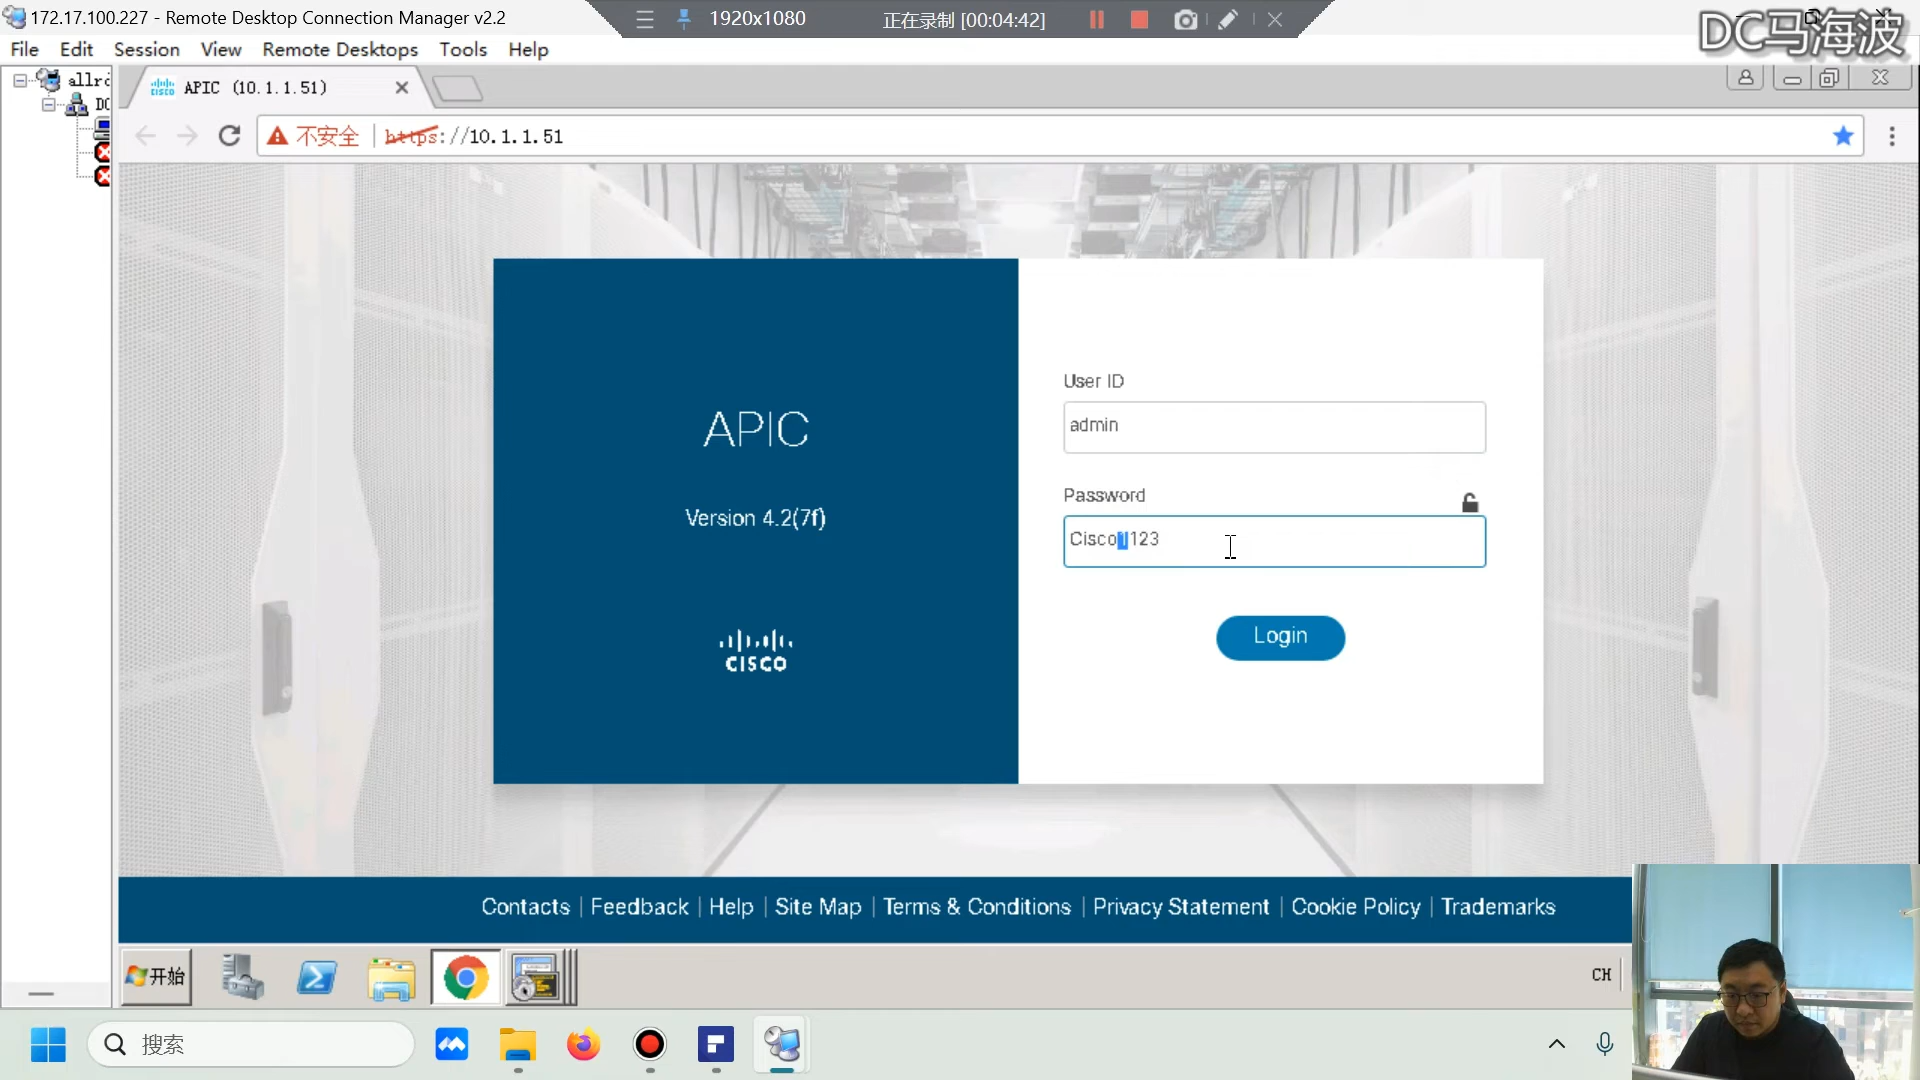 172.17.100.227 - Remote Desktop Connection Manager v2.2
1920x1080
正在录制 [00:04:42]
DC马海波
File Edit Session View Remote Desktops Tools Help
allr
APIC (10.1.1.51)
DC
不安全 https://10.1.1.51
User ID
admin
APIC
Password
Version 4.2(7f)
Cisco1123
Login
CISCO
Contacts | Feedback | Help | Site Map | Terms & Conditions | Privacy Statement | Cookie Policy | Trademarks
开始
CH
搜索